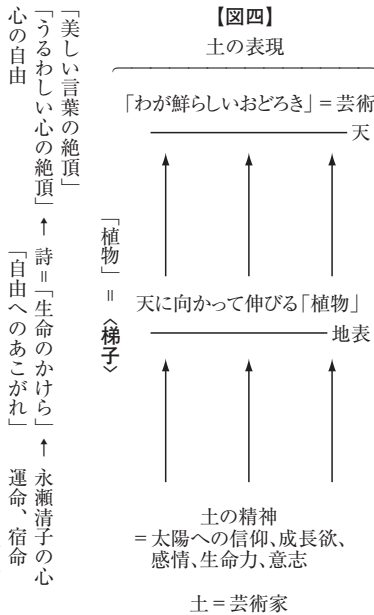 【図四】
土の表現
「わが鮮らしいおどろき」=芸術
天
天に向かって伸びる「植物」
地表
土の精神
=太陽への信仰、成長欲、
感情、生命力、意志
土=芸術家
「植物」=〈梯子〉
「美しい言葉の絶頂」
「うるわしい心の絶頂」↑詩=「生命のかけら」↑永瀬清子の心
心の自由 「自由へのあこがれ」 運命、宿命